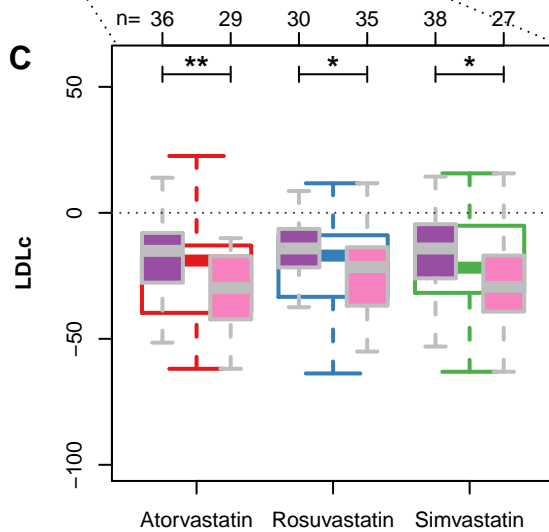 n= 36 29 30 35 38 27
C
** * *
50
0
−50
−100
LDLc
Atorvastatin Rosuvastatin Simvastatin